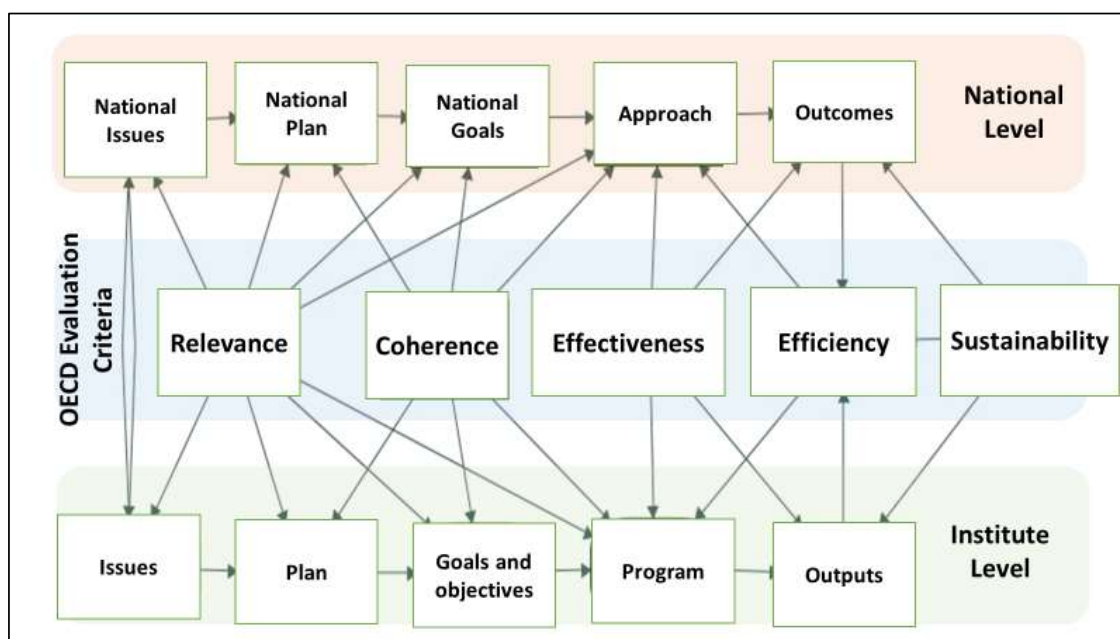 National
Issues
National
Plan
National
Goals
Approach
Outcomes
National
Level
OECD Evaluation
Criteria
Relevance
Coherence
Effectiveness
Efficiency
Sustainability
Issues
Plan
Goals and
objectives
Program
Outputs
Institute
Level